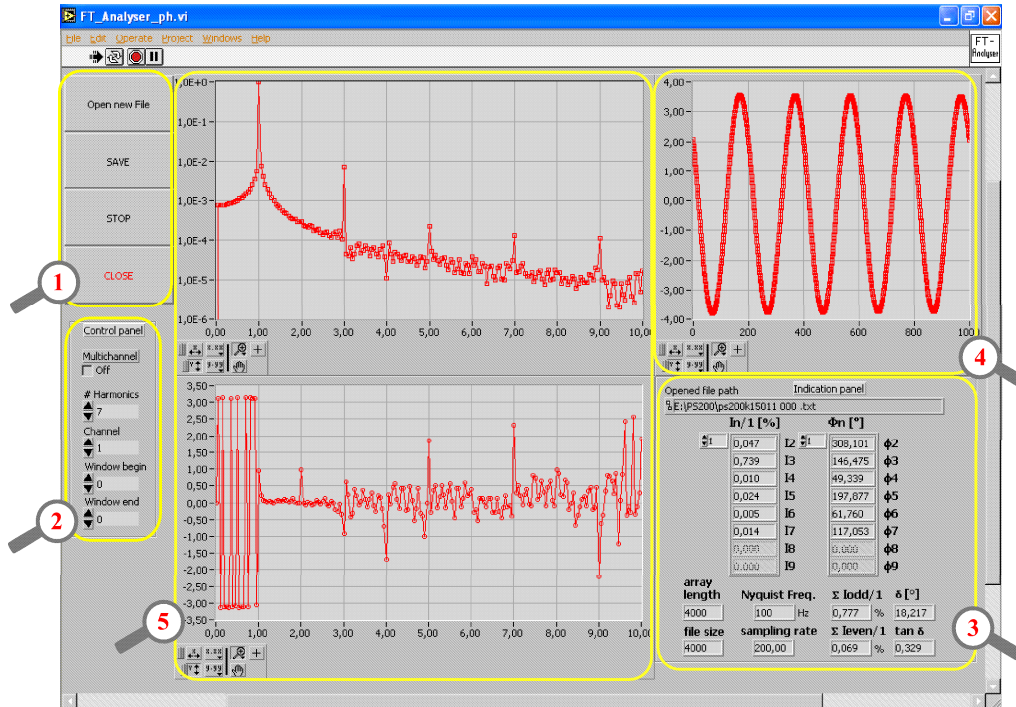 FT_Analyser_ph.vi
File Edit Operate Project Windows Help
FT-
Analyser
Open new File
SAVE
STOP
CLOSE
1
Control panel
Multichannel
Off
# Harmonics
7
Channel
1
Window begin
0
Window end
0
2
1,0E+0
1,0E-1
1,0E-2
1,0E-3
1,0E-4
1,0E-5
1,0E-6
0,00 1,00 2,00 3,00 4,00 5,00 6,00 7,00 8,00 9,00 10,00
3,50
3,00
2,50
2,00
1,50
1,00
0,50
0,00
-0,50
-1,00
-1,50
-2,00
-2,50
-3,00
-3,50
0,00 1,00 2,00 3,00 4,00 5,00 6,00 7,00 8,00 9,00 10,00
5
4,00
3,00
2,00
1,00
0,00
-1,00
-2,00
-3,00
-4,00
0 200 400 600 800 1000
4
Opened file path Indication panel
E:\PS200\ps200k15011 000 .txt
In/1 [%] Φn [°]
1 0,047 I2 1 308,101 ϕ2
0,739 I3 146,475 ϕ3
0,010 I4 49,339 ϕ4
0,024 I5 197,877 ϕ5
0,005 I6 61,760 ϕ6
0,014 I7 117,053 ϕ7
0,000 I8 0,000 ϕ8
0,000 I9 0,000 ϕ9
array
length Nyquist Freq. Σ Iodd/1 δ [°]
4000 100 Hz 0,777 % 18,217
file size sampling rate Σ Ieven/1 tan δ
4000 200,00 0,069 % 0,329
3